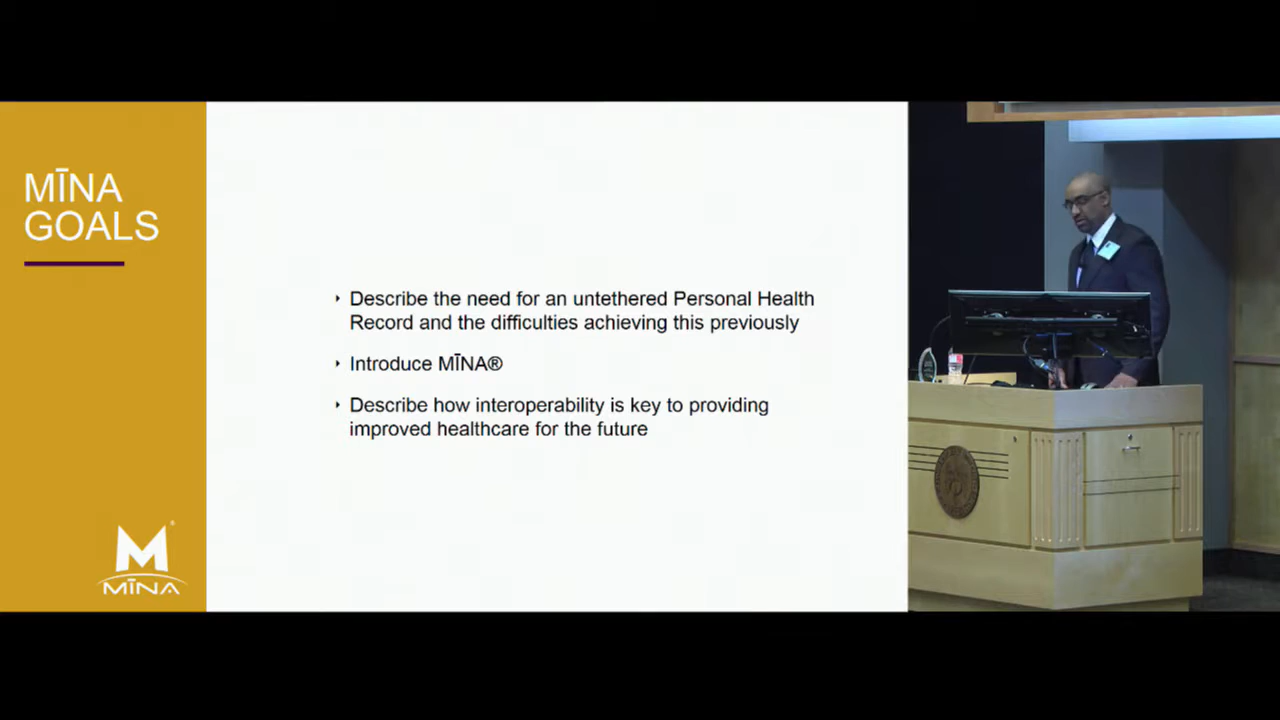 MĪNA
GOALS
‣ Describe the need for an untethered Personal Health
Record and the difficulties achieving this previously
‣ Introduce MĪNA®
‣ Describe how interoperability is key to providing
improved healthcare for the future
M®
MĪNA